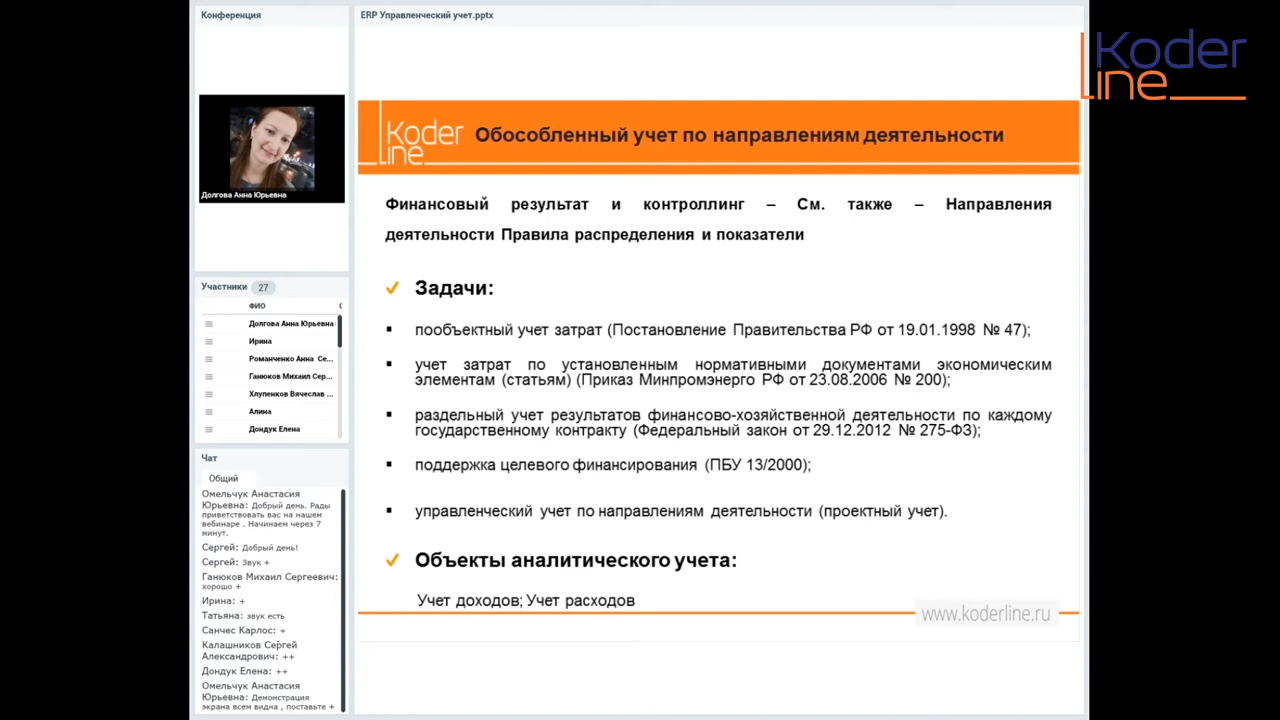 Конференция
Долгова Анна Юрьевна
Участники 27
ФИО
Долгова Анна Юрьевна
Ирина
Романченко Анна Се...
Ганюков Михаил Сер...
Хлупенков Вячеслав ...
Алина
Дондук Елена
Чат
Общий
Омельчук Анастасия
Юрьевна: Добрый день. Рады
приветствовать вас на нашем
вебинаре . Начинаем через 7
минут.
Сергей: Добрый день!
Сергей: Звук +
Ганюков Михаил Сергеевич:
хорошо +
Ирина: +
Татьяна: звук есть
Санчес Карлос: +
Калашников Сергей
Александрович: ++
Дондук Елена: ++
Омельчук Анастасия
Юрьевна: Демонстрация
экрана всем видна , поставьте +
ERP Управленческий учет.pptx
Koder
line
Обособленный учет по направлениям деятельности
Финансовый результат и контроллинг – См. также – Направления
деятельности Правила распределения и показатели
Задачи:
пообъектный учет затрат (Постановление Правительства РФ от 19.01.1998 № 47);
учет затрат по установленным нормативными документами экономическим
элементам (статьям) (Приказ Минпромэнерго РФ от 23.08.2006 № 200);
раздельный учет результатов финансово-хозяйственной деятельности по каждому
государственному контракту (Федеральный закон от 29.12.2012 № 275-ФЗ);
поддержка целевого финансирования (ПБУ 13/2000);
управленческий учет по направлениям деятельности (проектный учет).
Объекты аналитического учета:
Учет доходов; Учет расходов
www.koderline.ru
Koder
line